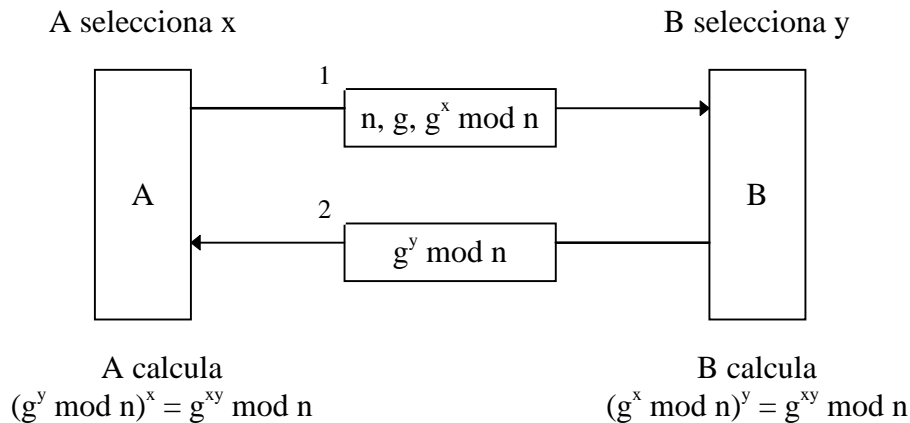 A selecciona x
B selecciona y
1
n, g, g^x mod n
A
B
2
g^y mod n
A calcula
(g^y mod n)^x = g^xy mod n
B calcula
(g^x mod n)^y = g^xy mod n